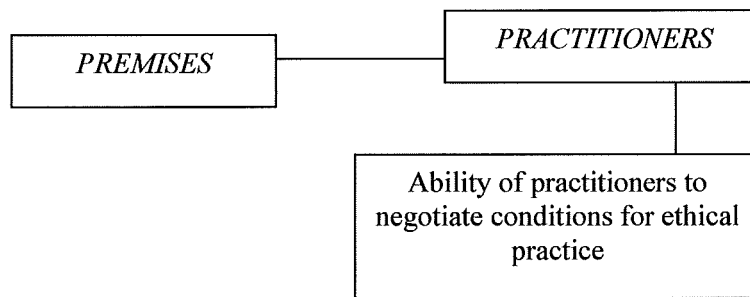 PREMISES
PRACTITIONERS
Ability of practitioners to
negotiate conditions for ethical
practice